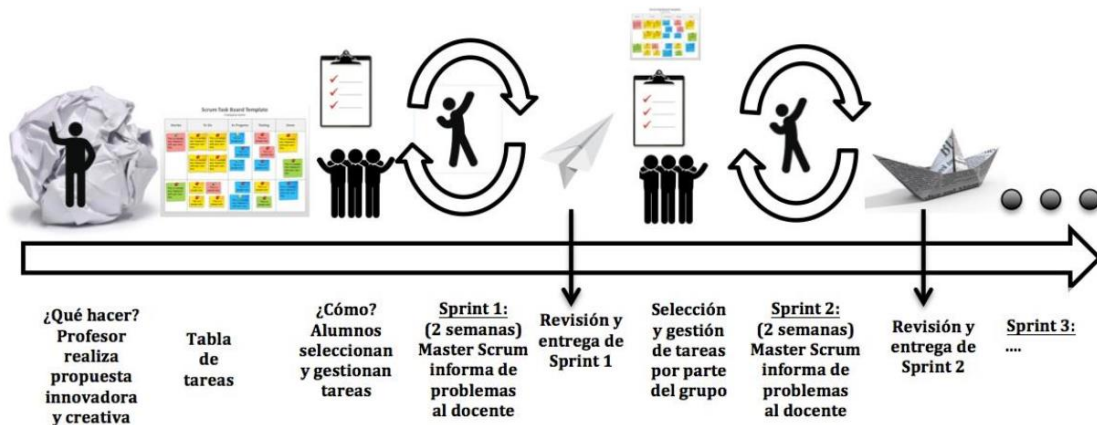 Scrum Task Board Template
¿Qué hacer?
Profesor
realiza
propuesta
innovadora
y creativa
Tabla
de
tareas
¿Cómo?
Alumnos
seleccionan
y gestionan
tareas
Sprint 1:
(2 semanas)
Master Scrum
informa de
problemas
al docente
Revisión y
entrega de
Sprint 1
Selección
y gestión
de tareas
por parte
del grupo
Sprint 2:
(2 semanas)
Master Scrum
informa de
problemas
al docente
Revisión y
entrega de
Sprint 2
Sprint 3:
....